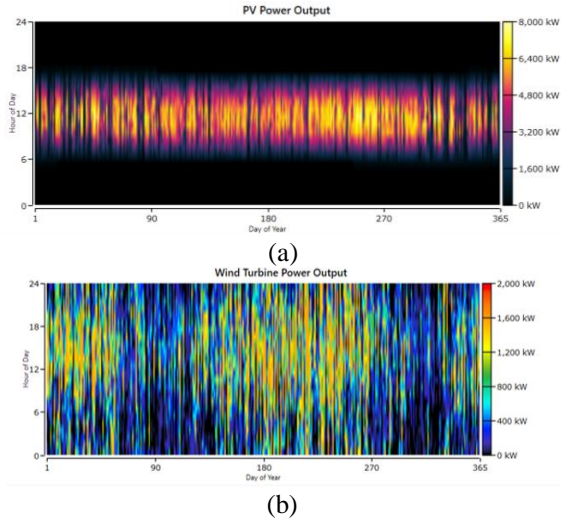 PV Power Output
24
18
12
6
0
Hour of Day
1
90
180
270
365
Day of Year
8,000 kW
6,400 kW
4,800 kW
3,200 kW
1,600 kW
0 kW
(a)
Wind Turbine Power Output
24
18
12
6
0
Hour of Day
1
90
180
270
365
Day of Year
2,000 kW
1,600 kW
1,200 kW
800 kW
400 kW
0 kW
(b)